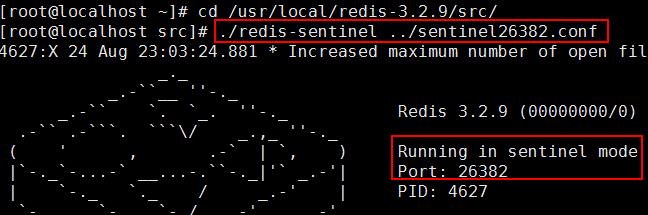 [root@localhost ~]# cd /usr/local/redis-3.2.9/src/
[root@localhost src]# ./redis-sentinel ../sentinel26382.conf
4627:X 24 Aug 23:03:24.881 * Increased maximum number of open fil
Redis 3.2.9 (00000000/0)
Running in sentinel mode
Port: 26382
PID: 4627